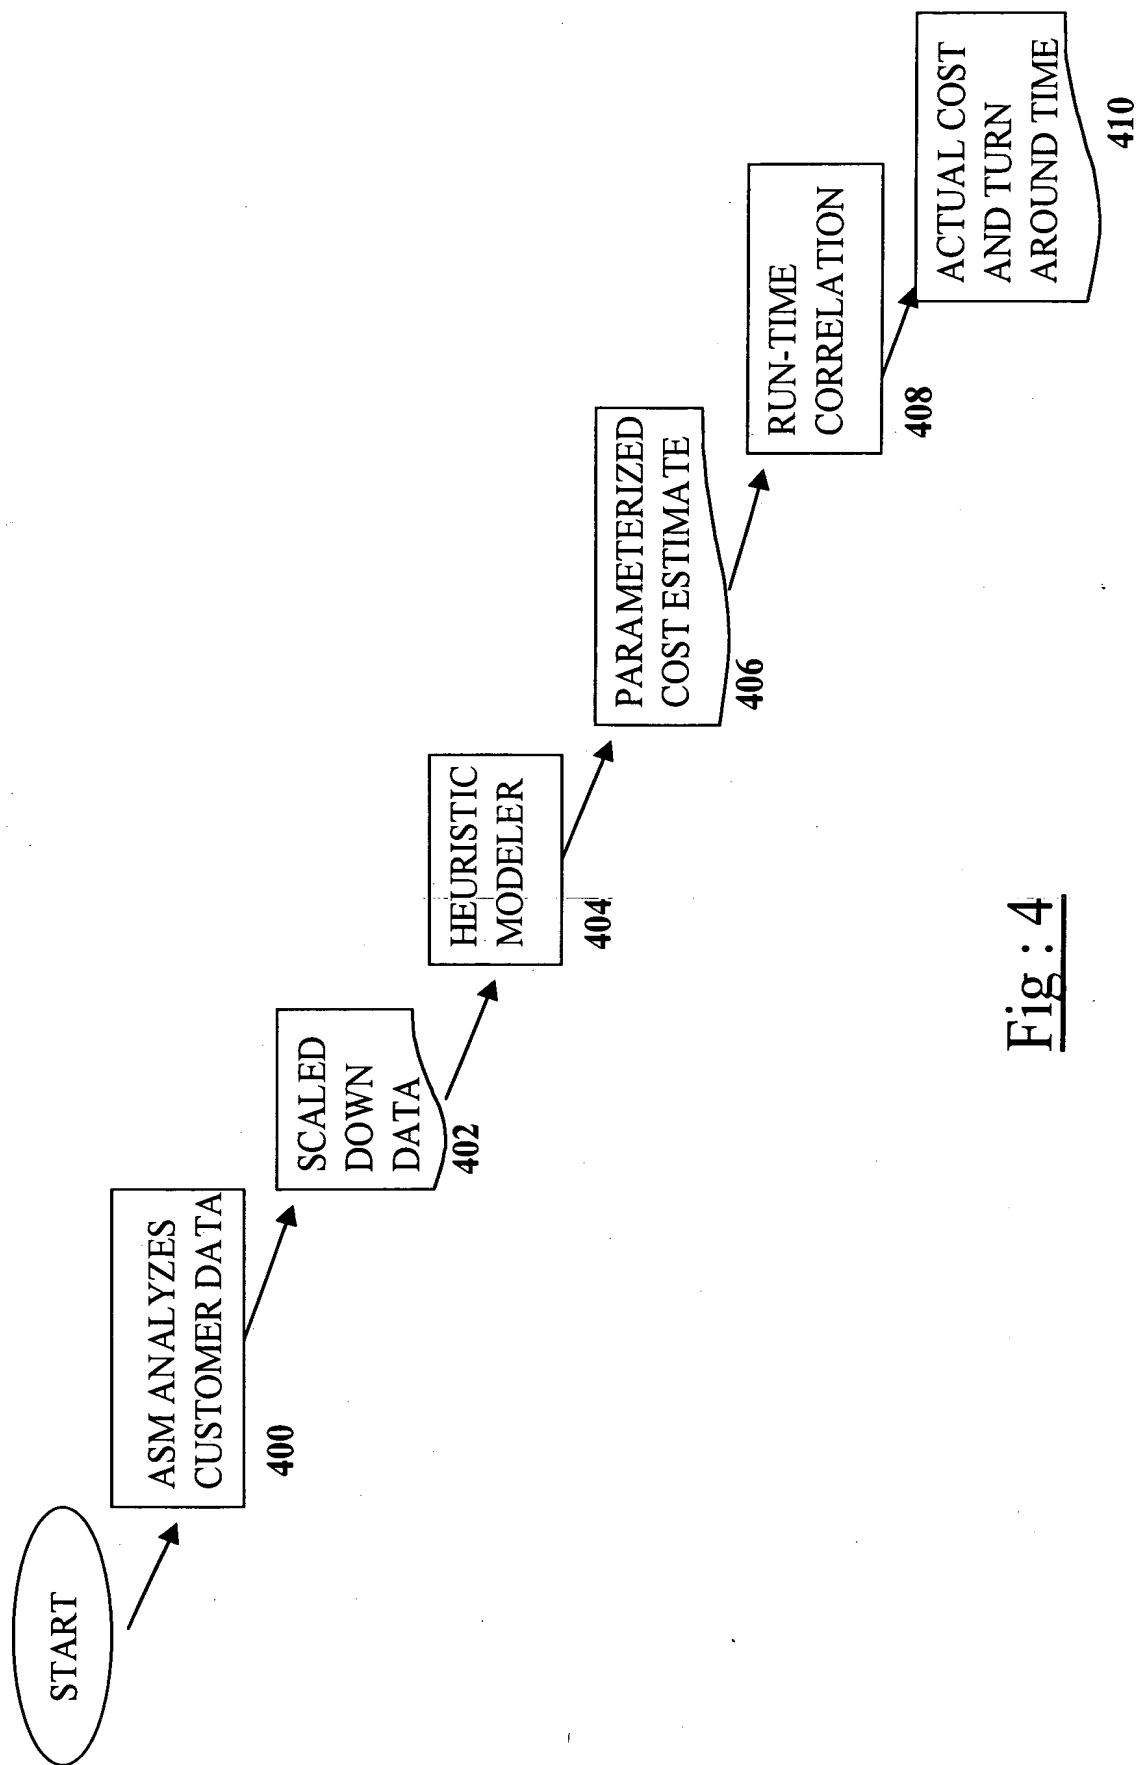 START
ASM ANALYZES
CUSTOMER DATA
400
SCALED
DOWN
DATA
402
HEURISTIC
MODELER
404
PARAMETERIZED
COST ESTIMATE
406
RUN-TIME
CORRELATION
408
ACTUAL COST
AND TURN
AROUND TIME
410
Fig : 4